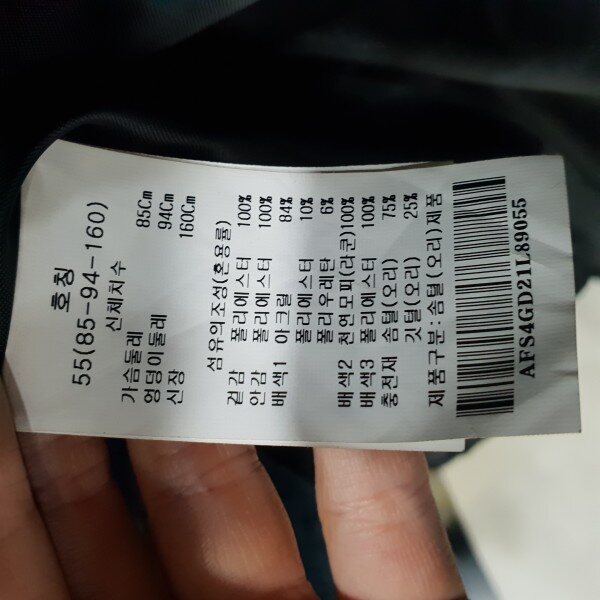 호칭
55(85-94-160)
신체치수
가슴둘레 85Cm
엉덩이둘레 94Cm
신장 160Cm
섬유의조성(혼용률)
겉감 폴리에스터 100%
안감 폴리에스터 100%
배색1 아크릴 84%
폴리에스터 10%
폴리우레탄 6%
배색2 천연모피(라쿤)100%
배색3 폴리에스터 100%
충전재 솜털(오리) 75%
깃털(오리) 25%
제품구분:솜털(오리)제품
AFS4GD21L89055